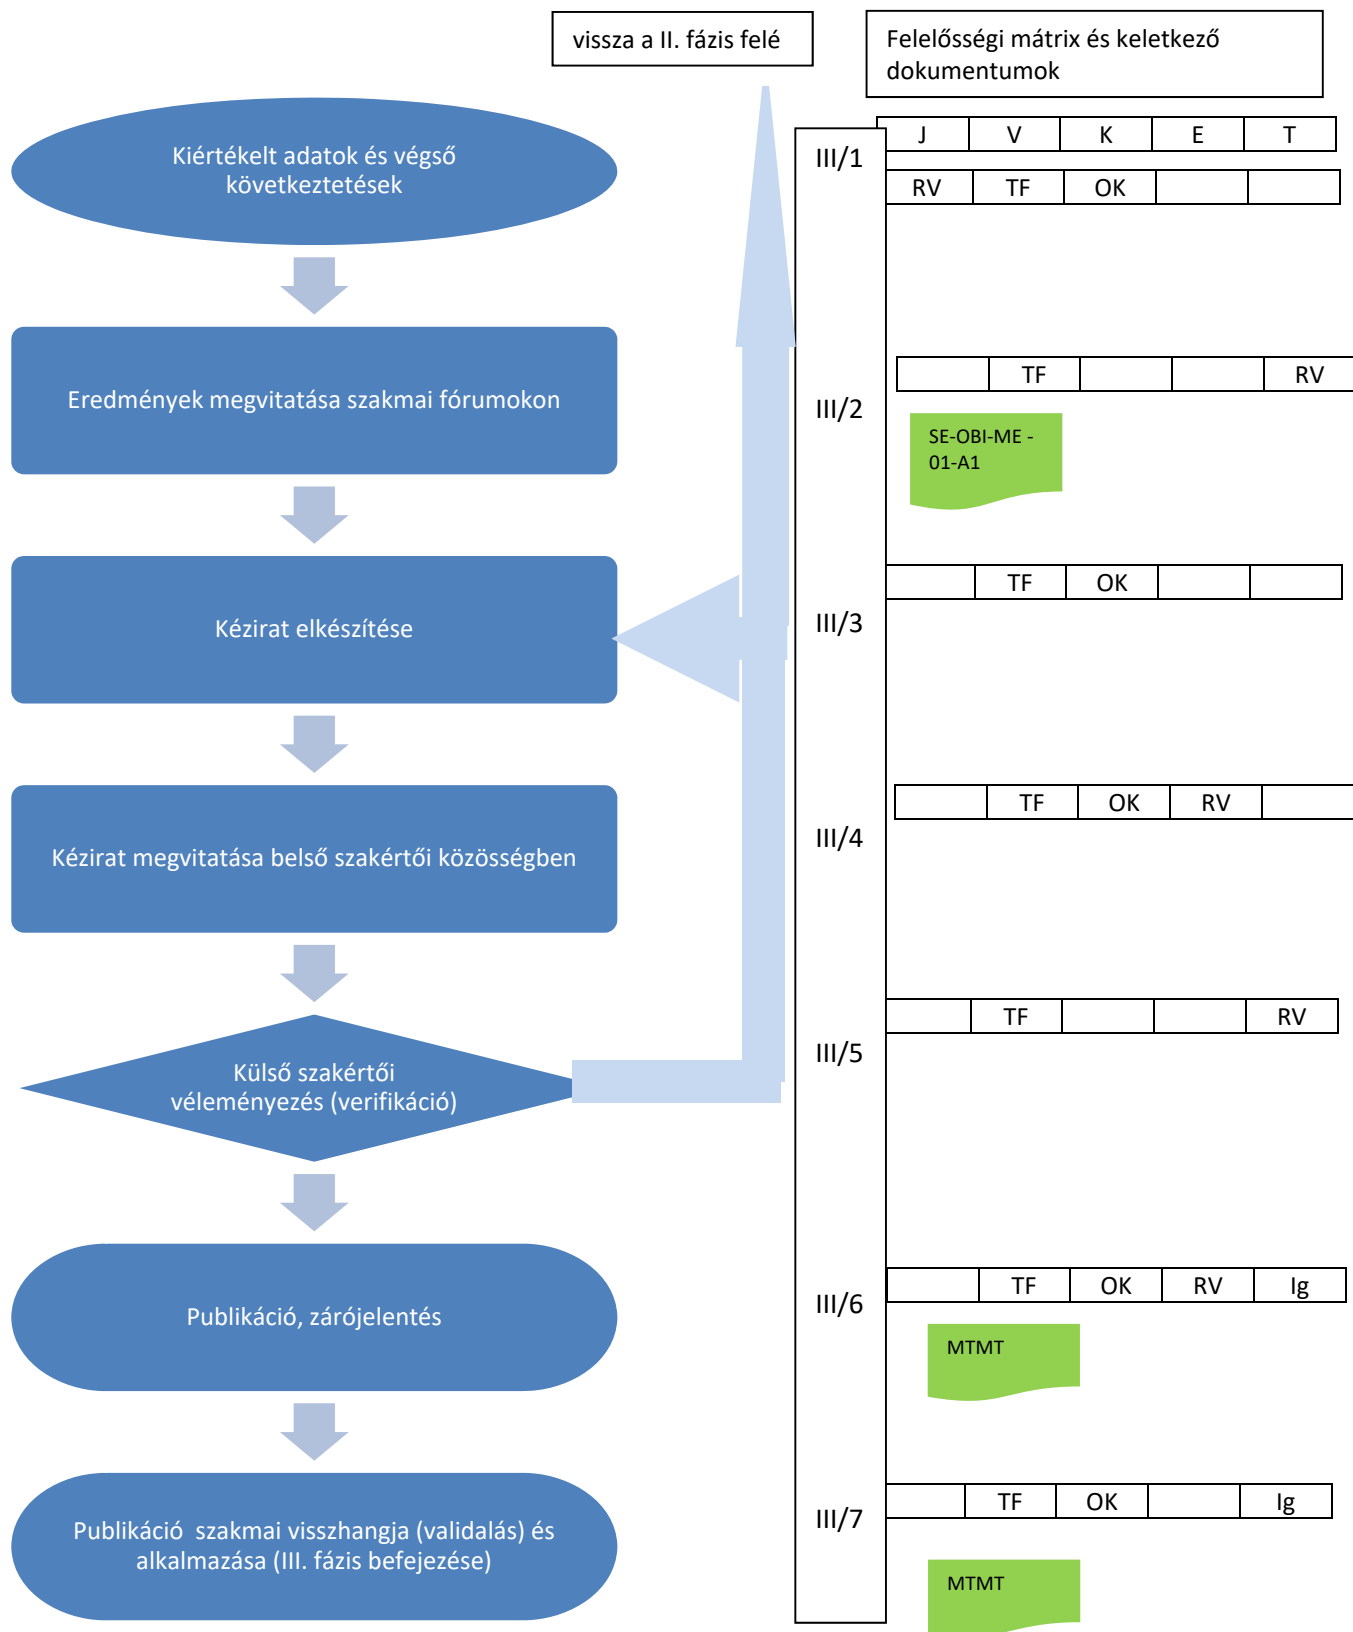 vissza a II. fázis felé
Felelősségi mátrix és keletkező
dokumentumok
J V K E T
III/1
Kiértékelt adatok és végső
következtetések
RV TF OK
TF RV
Eredmények megvitatása szakmai fórumokon
III/2
SE-OBI-ME -
01-A1
TF OK
Kézirat elkészítése
III/3
TF OK RV
III/4
Kézirat megvitatása belső szakértői közösségben
TF RV
III/5
Külső szakértői
véleményezés (verifikáció)
TF OK RV Ig
III/6
Publikáció, zárójelentés
MTMT
TF OK Ig
III/7
Publikáció  szakmai visszhangja (validalás) és
alkalmazása (III. fázis befejezése)
MTMT